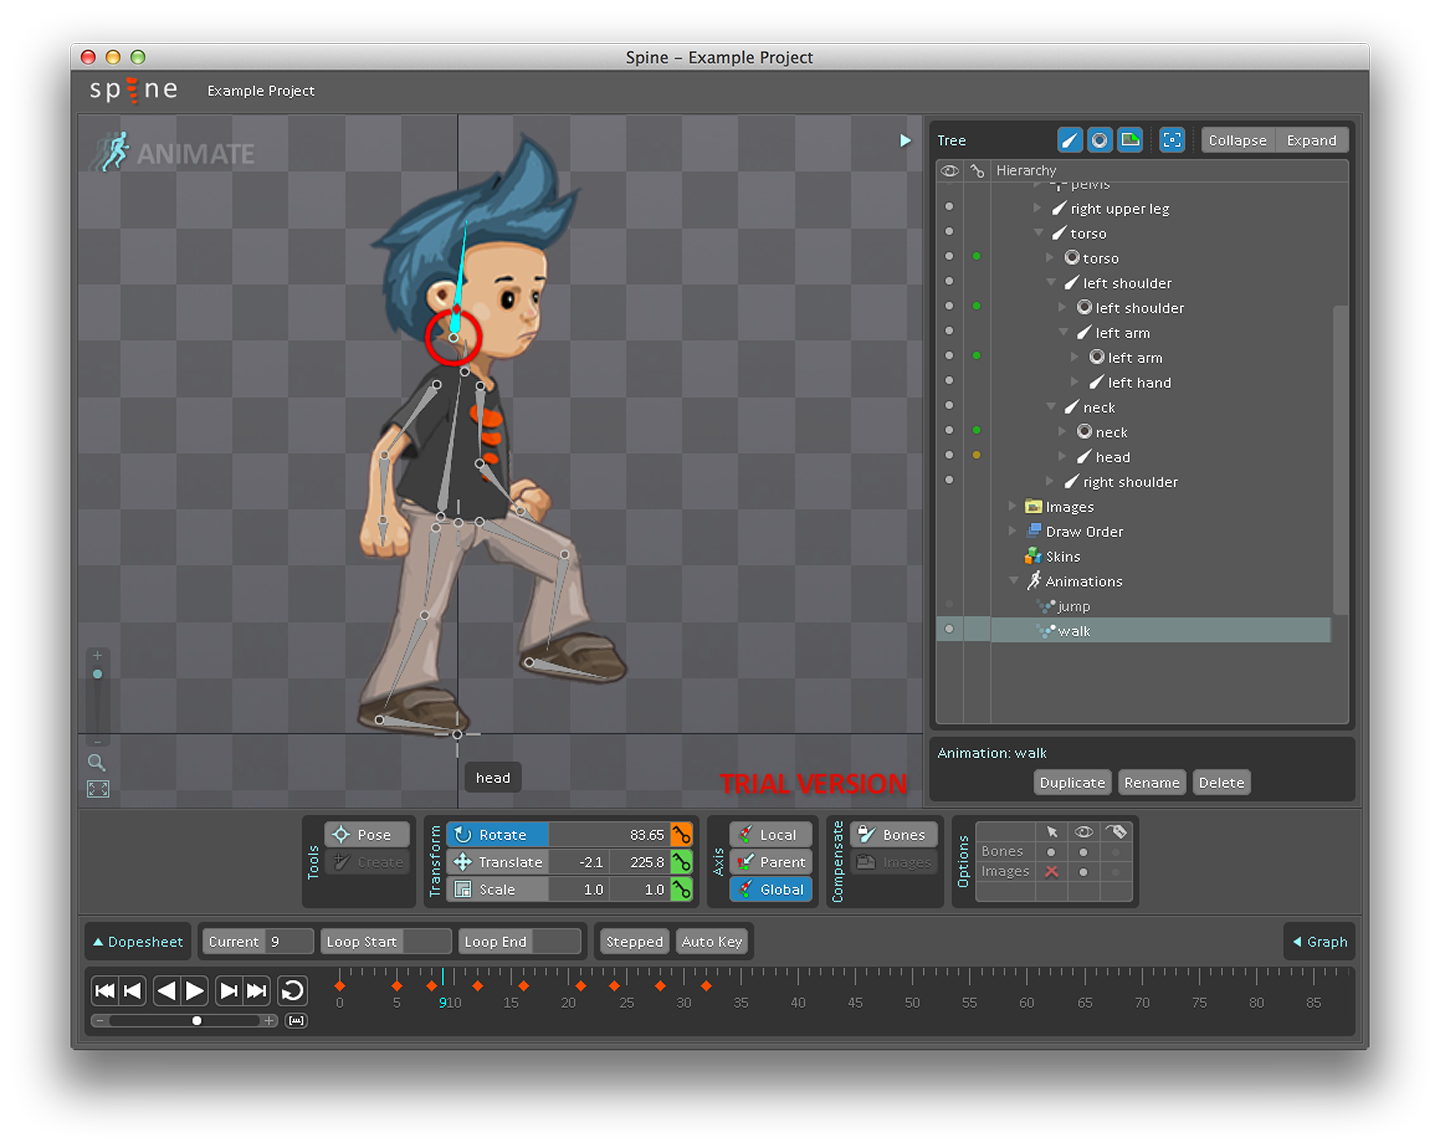 Spine – Example Project
spine Example Project
ANIMATE
Tree Collapse Expand
Hierarchy
pelvis
right upper leg
torso
torso
left shoulder
left shoulder
left arm
left arm
left hand
neck
neck
head
right shoulder
Images
Draw Order
Skins
Animations
jump
walk
Animation: walk
Duplicate Rename Delete
head
TRIAL VERSION
Tools
Pose
Create
Transform
Rotate 83.65
Translate -2.1 225.8
Scale 1.0 1.0
Axis
Local
Parent
Global
Compensate
Bones
Images
Options
Bones
Images
Dopesheet Current 9 Loop Start Loop End Stepped Auto Key Graph
0 5 9 10 15 20 25 30 35 40 45 50 55 60 65 70 75 80 85